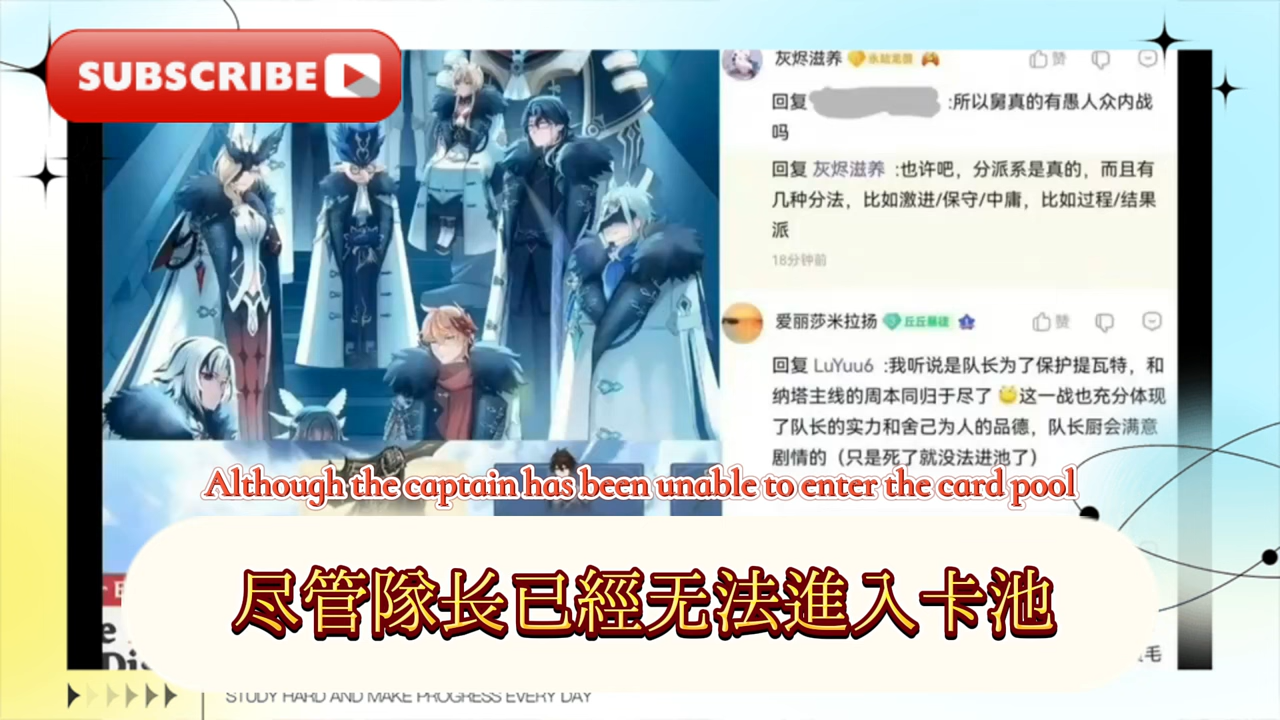 SUBSCRIBE
灰烬滋养
回复 :所以舅真的有愚人众内战
吗
回复 灰烬滋养 :也许吧，分派系是真的，而且有
几种分法，比如激进/保守/中庸，比如过程/结果
派
18分钟前
赞
爱丽莎米拉扬 丘丘暴徒
赞
回复 LuYuu6 :我听说是队长为了保护提瓦特，和
纳塔主线的周本同归于尽了 这一战也充分体现
了队长的实力和舍己为人的品德，队长厨会满意
剧情的（只是死了就没法进池了）
Although the captain has been unable to enter the card pool
尽管隊长已經无法進入卡池
毛
STUDY HARD AND MAKE PROGRESS EVERY DAY